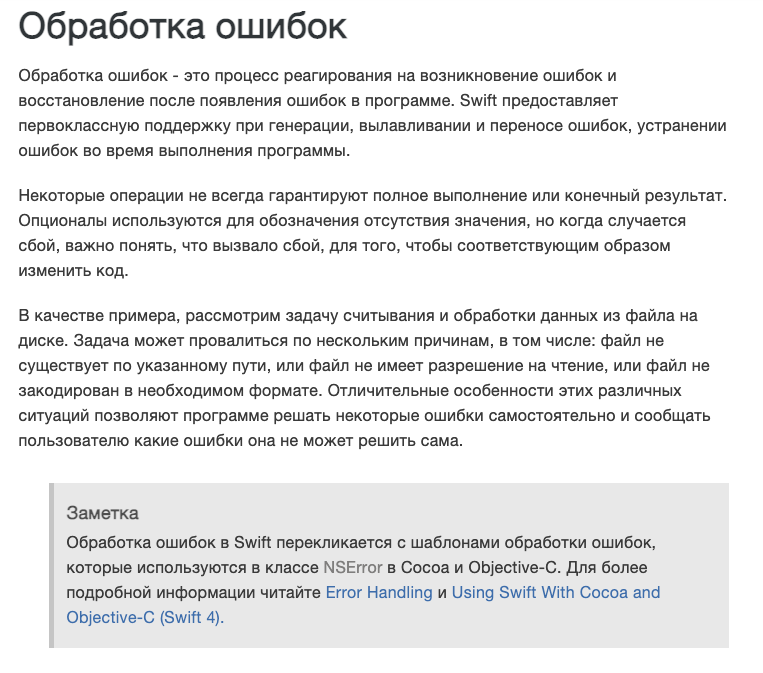 Обработка ошибок
Обработка ошибок - это процесс реагирования на возникновение ошибок и
восстановление после появления ошибок в программе. Swift предоставляет
первоклассную поддержку при генерации, вылавливании и переносе ошибок, устранении
ошибок во время выполнения программы.
Некоторые операции не всегда гарантируют полное выполнение или конечный результат.
Опционалы используются для обозначения отсутствия значения, но когда случается
сбой, важно понять, что вызвало сбой, для того, чтобы соответствующим образом
изменить код.
В качестве примера, рассмотрим задачу считывания и обработки данных из файла на
диске. Задача может провалиться по нескольким причинам, в том числе: файл не
существует по указанному пути, или файл не имеет разрешение на чтение, или файл не
закодирован в необходимом формате. Отличительные особенности этих различных
ситуаций позволяют программе решать некоторые ошибки самостоятельно и сообщать
пользователю какие ошибки она не может решить сама.
Заметка
Обработка ошибок в Swift перекликается с шаблонами обработки ошибок,
которые используются в классе NSError в Cocoa и Objective-C. Для более
подробной информации читайте Error Handling и Using Swift With Cocoa and
Objective-C (Swift 4).